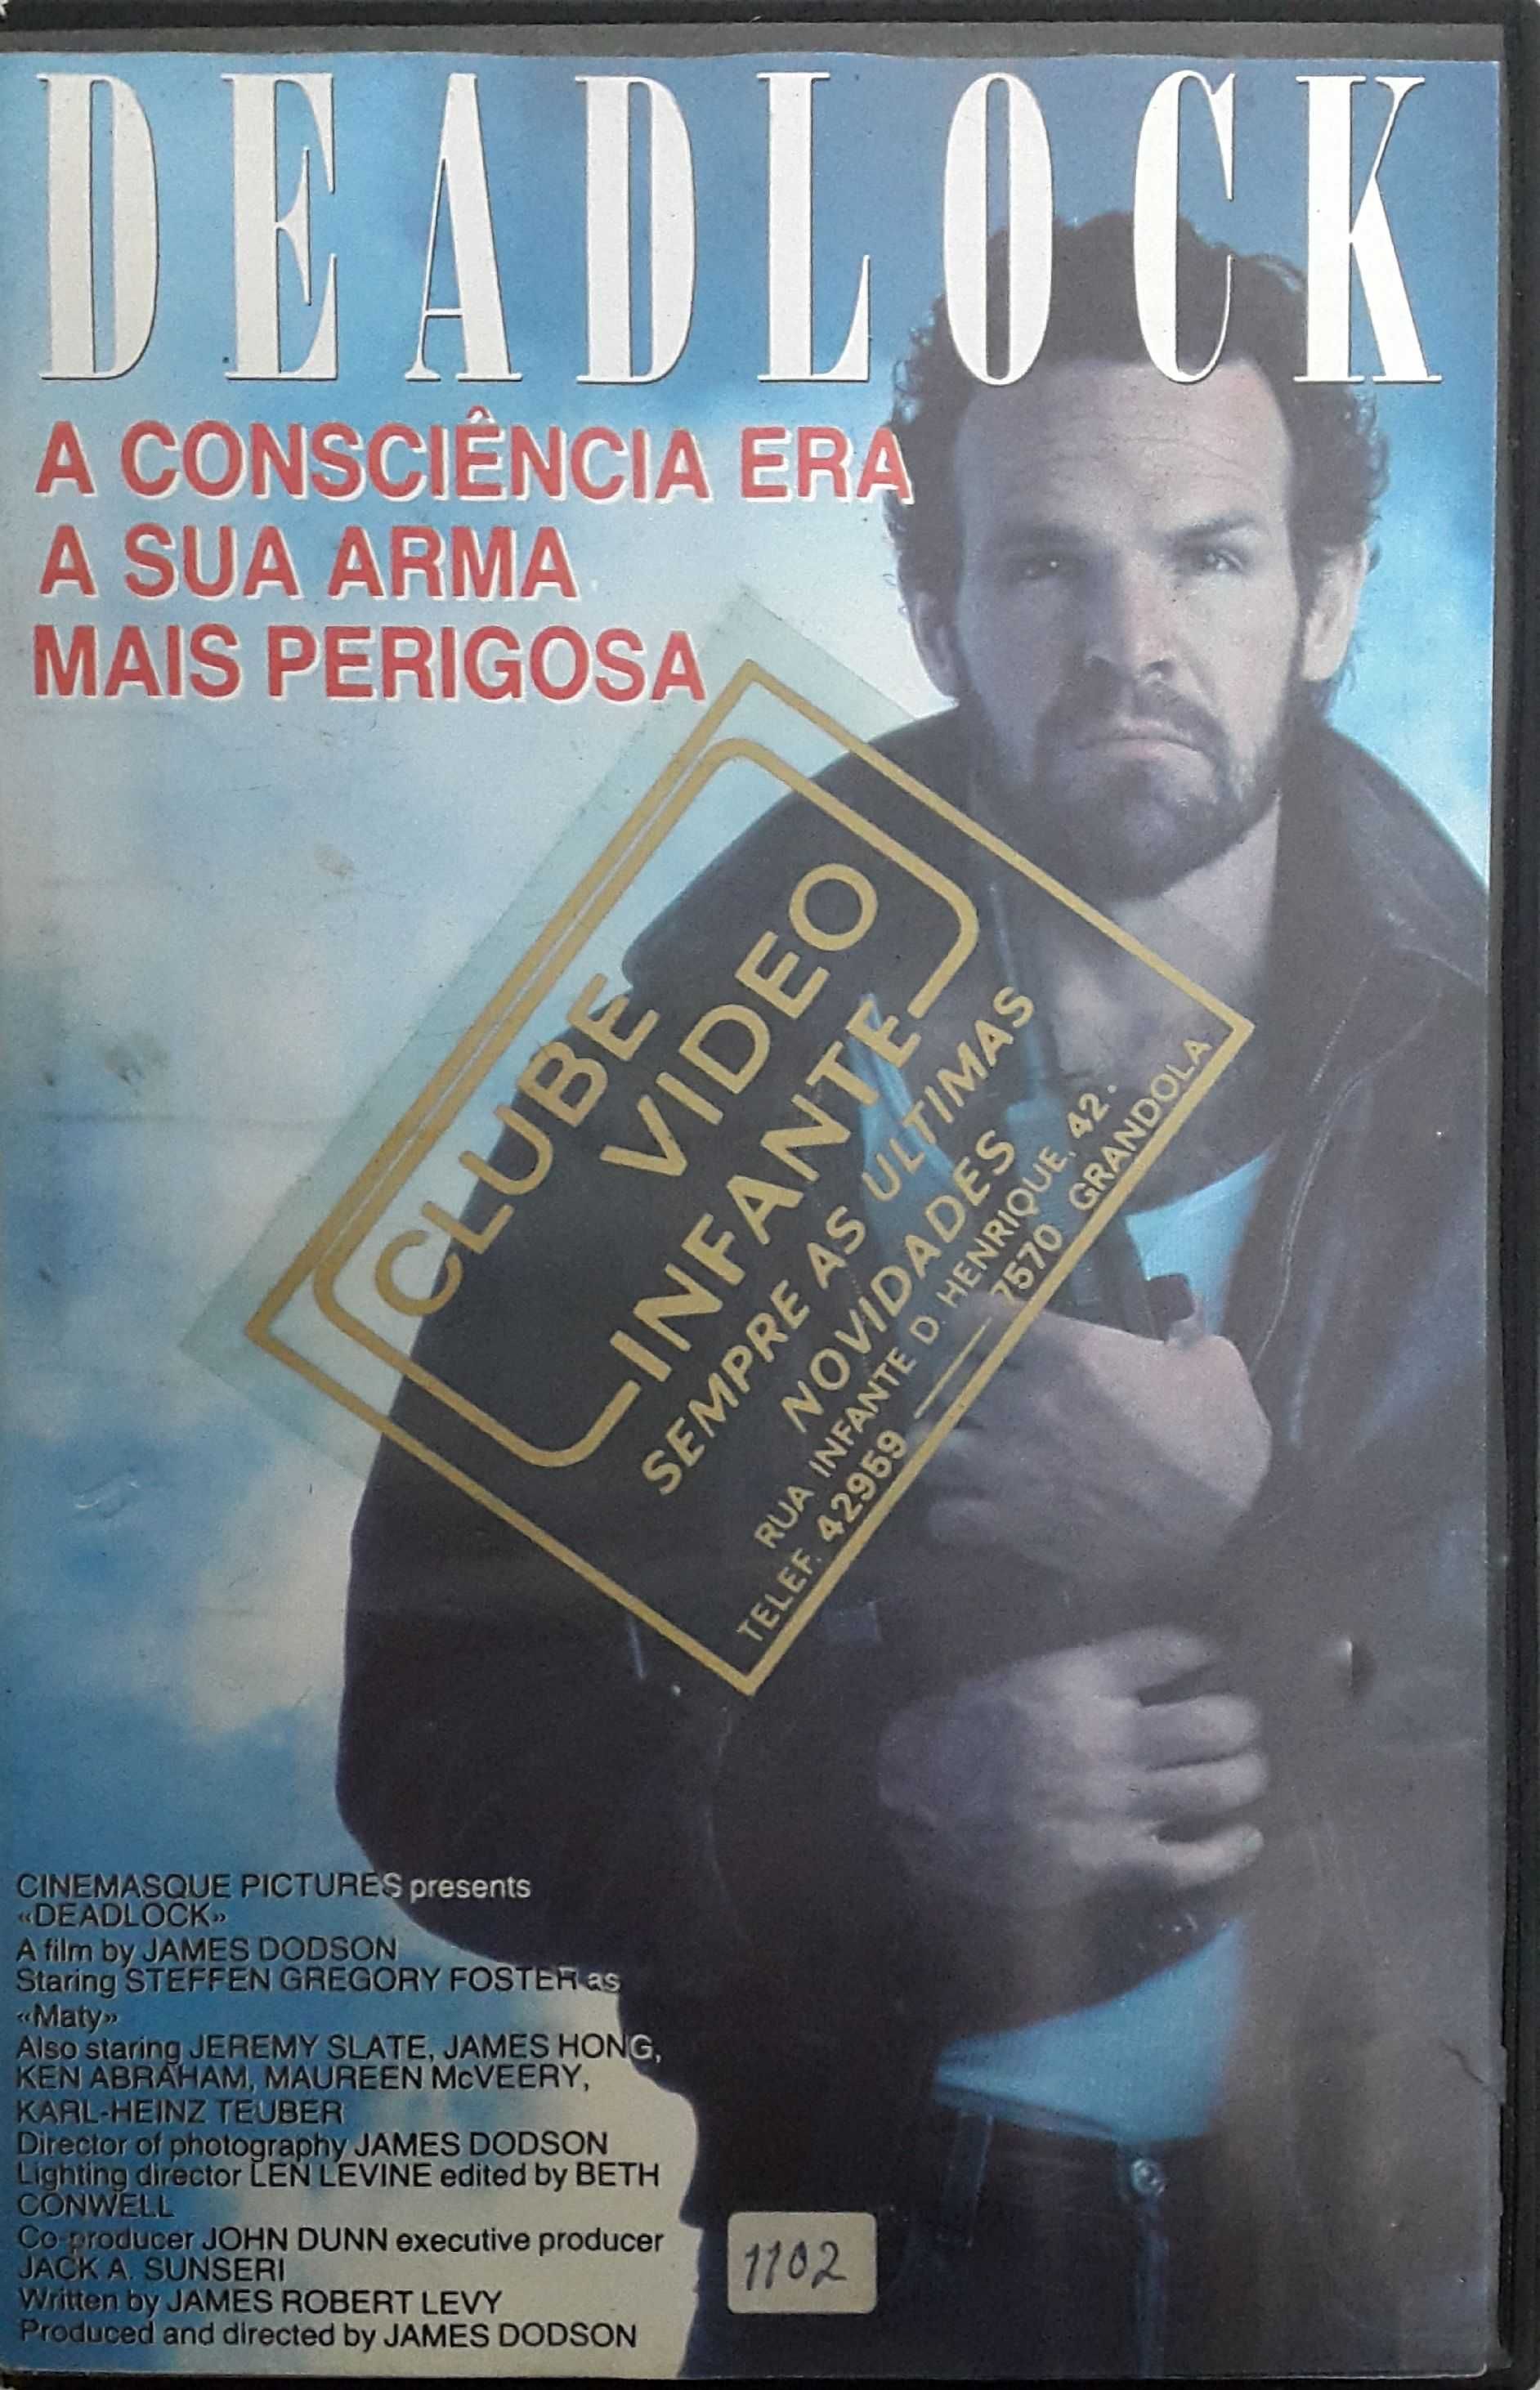 DEADLOCK
A CONSCIÊNCIA ERA
A SUA ARMA
MAIS PERIGOSA
CLUBE
VIDEO
INFANTE
SEMPRE AS ULTIMAS
NOVIDADES
RUA INFANTE D. HENRIQUE, 42.
TELEF. 42969 — 7570 GRANDOLA
CINEMASQUE PICTURES presents
«DEADLOCK»
A film by JAMES DODSON
Staring STEFFEN GREGORY FOSTER as
«Maty»
Also staring JEREMY SLATE, JAMES HONG,
KEN ABRAHAM, MAUREEN McVEERY,
KARL-HEINZ TEUBER
Director of photography JAMES DODSON
Lighting director LEN LEVINE edited by BETH
CONWELL
Co-producer JOHN DUNN executive producer
JACK A. SUNSERI
Written by JAMES ROBERT LEVY
Produced and directed by JAMES DODSON
1102